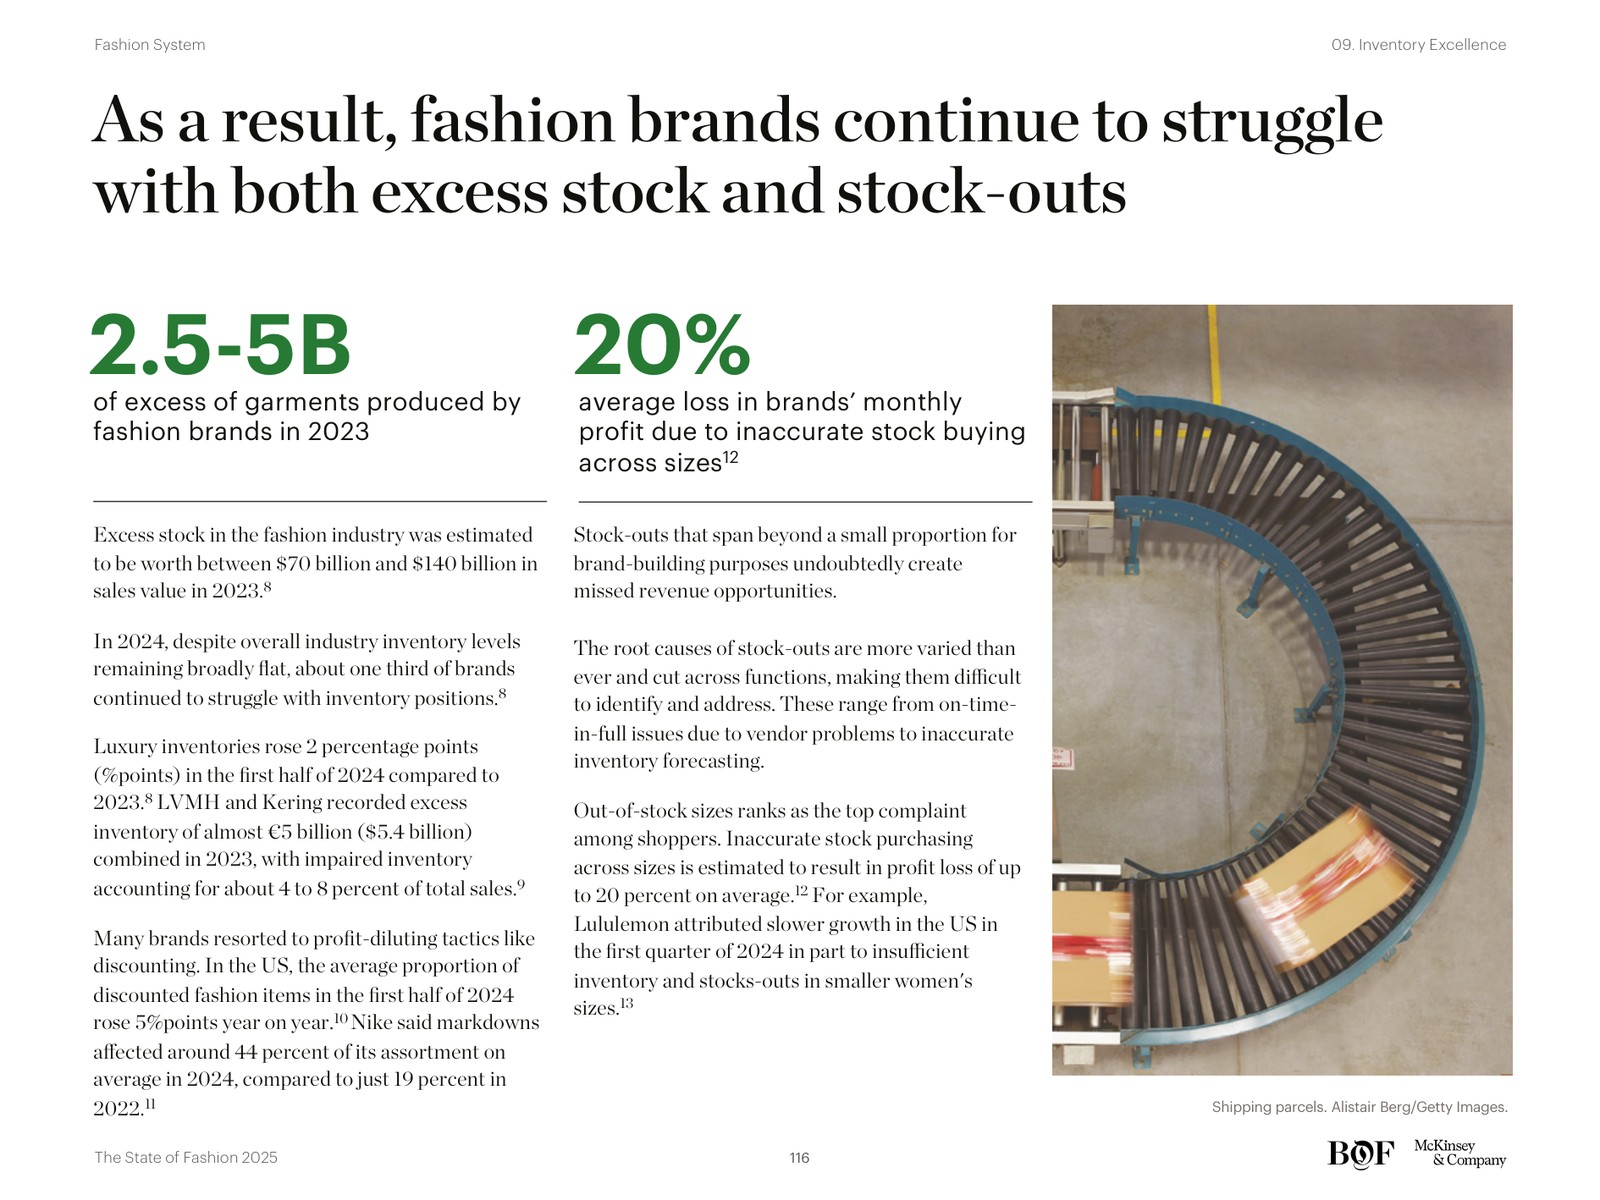 Fashion System
09. Inventory Excellence
As a result, fashion brands continue to struggle
with both excess stock and stock-outs
2.5-5B
of excess of garments produced by
fashion brands in 2023
Excess stock in the fashion industry was estimated
to be worth between $70 billion and $140 billion in
sales value in 2023.⁸
In 2024, despite overall industry inventory levels
remaining broadly flat, about one third of brands
continued to struggle with inventory positions.⁸
Luxury inventories rose 2 percentage points
(%points) in the first half of 2024 compared to
2023.⁸ LVMH and Kering recorded excess
inventory of almost €5 billion ($5.4 billion)
combined in 2023, with impaired inventory
accounting for about 4 to 8 percent of total sales.⁹
Many brands resorted to profit-diluting tactics like
discounting. In the US, the average proportion of
discounted fashion items in the first half of 2024
rose 5%points year on year.¹⁰ Nike said markdowns
affected around 44 percent of its assortment on
average in 2024, compared to just 19 percent in
2022.¹¹
20%
average loss in brands’ monthly
profit due to inaccurate stock buying
across sizes¹²
Stock-outs that span beyond a small proportion for
brand-building purposes undoubtedly create
missed revenue opportunities.
The root causes of stock-outs are more varied than
ever and cut across functions, making them difficult
to identify and address. These range from on-time-
in-full issues due to vendor problems to inaccurate
inventory forecasting.
Out-of-stock sizes ranks as the top complaint
among shoppers. Inaccurate stock purchasing
across sizes is estimated to result in profit loss of up
to 20 percent on average.¹² For example,
Lululemon attributed slower growth in the US in
the first quarter of 2024 in part to insufficient
inventory and stocks-outs in smaller women's
sizes.¹³
Shipping parcels. Alistair Berg/Getty Images.
The State of Fashion 2025
116
BOF
McKinsey
& Company